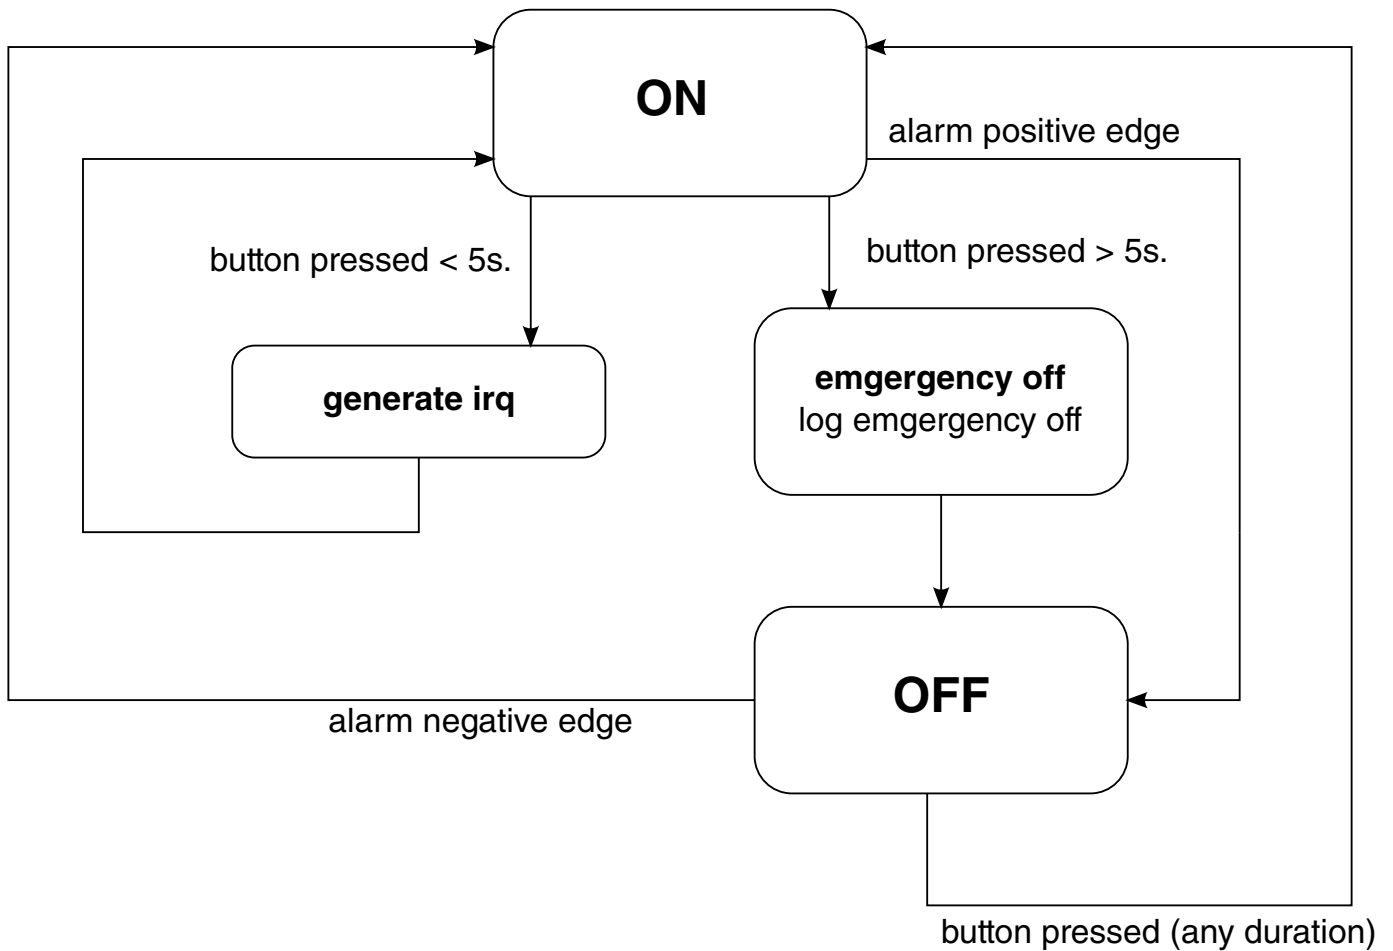 ON
alarm positive edge
button pressed < 5s.
button pressed > 5s.
generate irq
emgergency off
log emgergency off
OFF
alarm negative edge
button pressed (any duration)